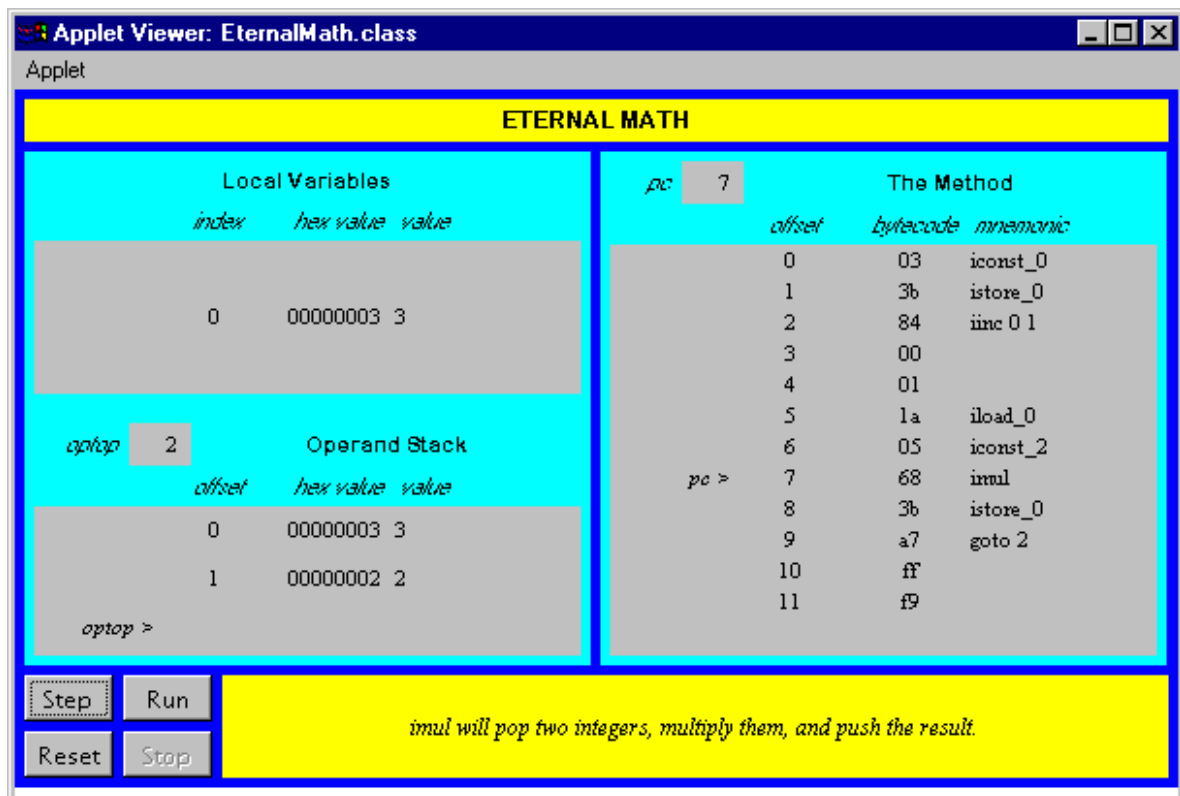 Applet Viewer: EternalMath.class
Applet
ETERNAL MATH
Local Variables
index hex value value
0 00000003 3
optop 2 Operand Stack
offset hex value value
0 00000003 3
1 00000002 2
optop >
pc 7 The Method
offset bytecode mnemonic
0 03 iconst_0
1 3b istore_0
2 84 iinc 0 1
3 00
4 01
5 1a iload_0
6 05 iconst_2
pc > 7 68 imul
8 3b istore_0
9 a7 goto 2
10 ff
11 f9
Step Run
Reset Stop
imul will pop two integers, multiply them, and push the result.